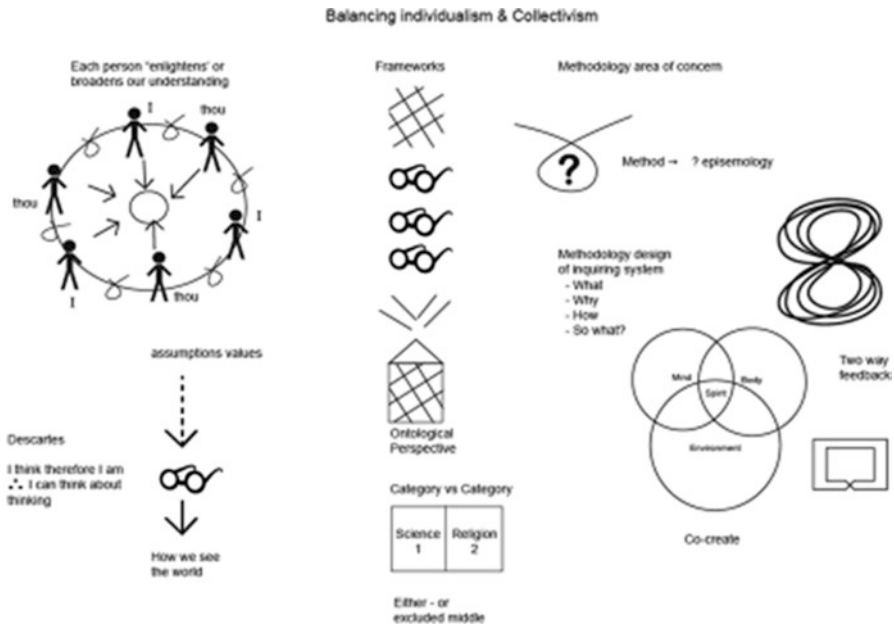 Balancing individualism & Collectivism
Each person "enlightens' or
broadens our understanding
I
thou
thou
I
I
thou
assumptions values
Descartes
I think therefore I am
∴ I can think about
thinking
How we see
the world
Frameworks
Ontological
Perspective
Category vs Category
Science
1
Religion
2
Either - or
excluded middle
Methodology area of concern
?
Method → ? episemology
Methodology design
of inquiring system
- What
- Why
- How
- So what?
Mind
Body
Spirit
Environment
Co-create
Two way
feedback: